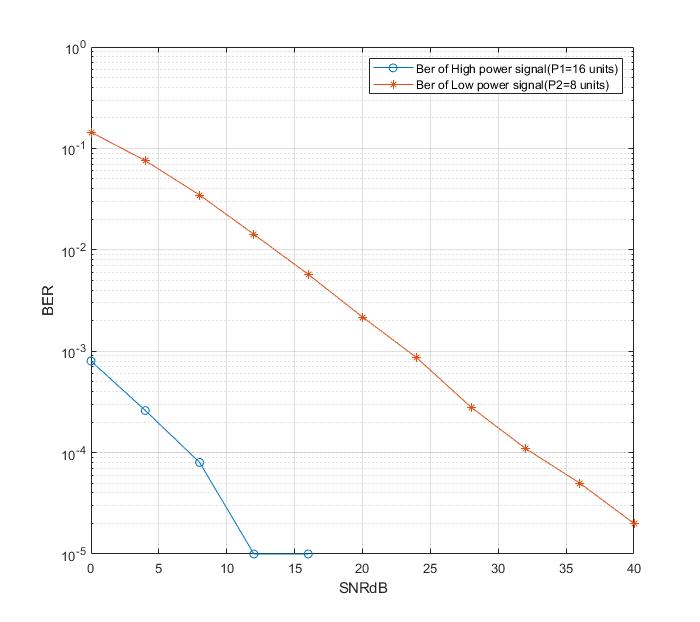 10^0
Ber of High power signal(P1=16 units)
Ber of Low power signal(P2=8 units)
10^-1
10^-2
BER
10^-3
10^-4
10^-5
0 5 10 15 20 25 30 35 40
SNRdB